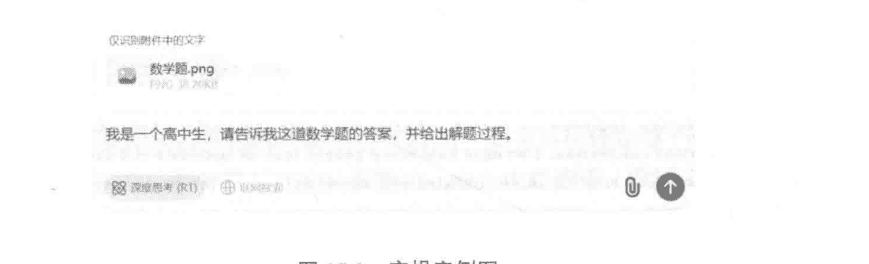 仅识别附件中的文字
数学题.png
PNG
我是一个高中生，请告诉我这道数学题的答案，并给出解题过程。
深度思考 (R1)
联网搜索